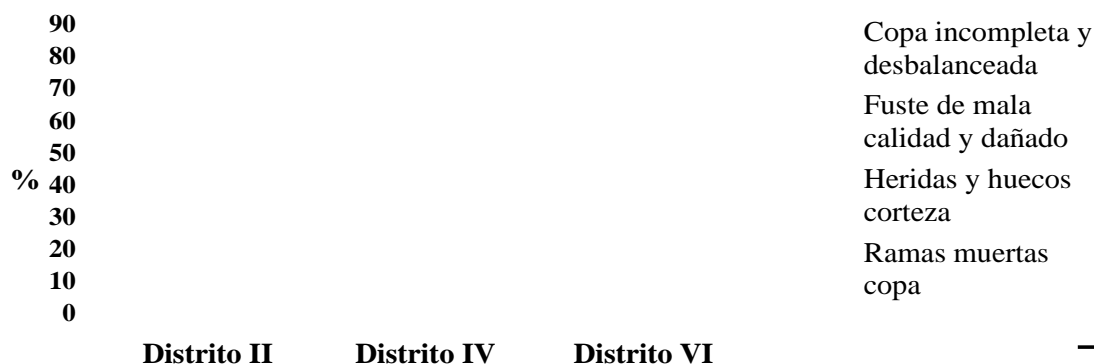 90
80
70
60
50
% 40
30
20
10
0
Distrito II Distrito IV Distrito VI
Copa incompleta y
desbalanceada
Fuste de mala
calidad y dañado
Heridas y huecos
corteza
Ramas muertas
copa